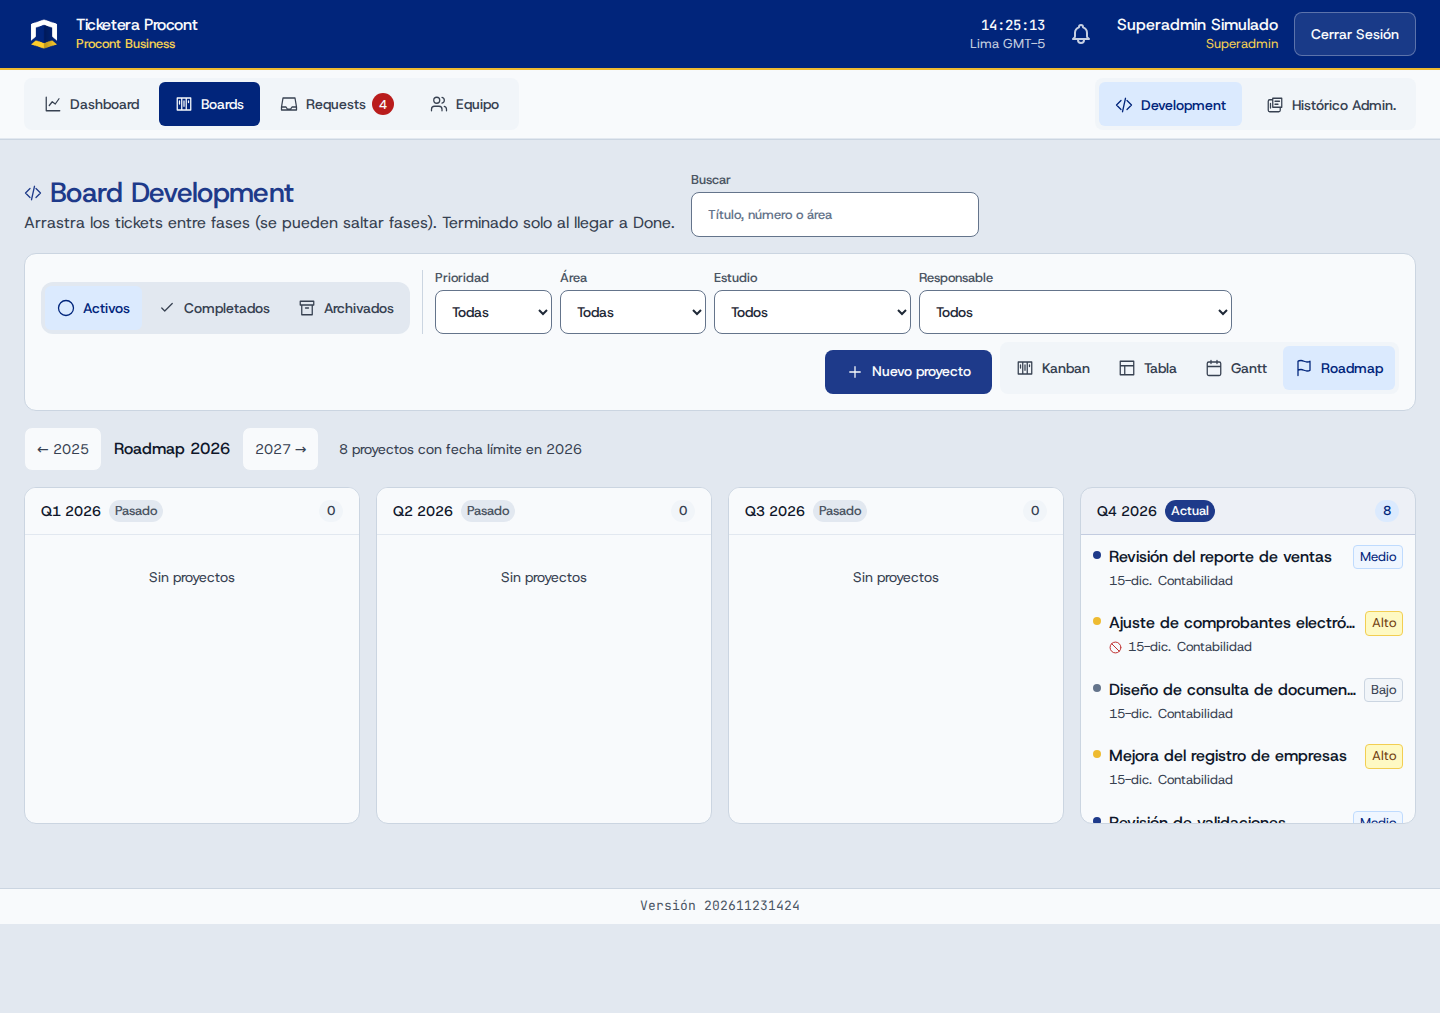 Ticketera Procont
Procont Business
14:25:13
Lima GMT-5
Superadmin Simulado
Superadmin
Cerrar Sesión
Dashboard
Boards
Requests 4
Equipo
Development
Histórico Admin.
Board Development
Arrastra los tickets entre fases (se pueden saltar fases). Terminado solo al llegar a Done.
Buscar
Título, número o área
Activos
Completados
Archivados
Prioridad
Todas
Área
Todas
Estudio
Todos
Responsable
Todos
+ Nuevo proyecto
Kanban
Tabla
Gantt
Roadmap
← 2025
Roadmap 2026
2027 →
8 proyectos con fecha límite en 2026
Q1 2026 Pasado 0
Sin proyectos
Q2 2026 Pasado 0
Sin proyectos
Q3 2026 Pasado 0
Sin proyectos
Q4 2026 Actual 8
Revisión del reporte de ventas Medio
15-dic. Contabilidad
Ajuste de comprobantes electró... Alto
15-dic. Contabilidad
Diseño de consulta de documen... Bajo
15-dic. Contabilidad
Mejora del registro de empresas Alto
15-dic. Contabilidad
Revisión de validaciones Medio
Versión 202611231424